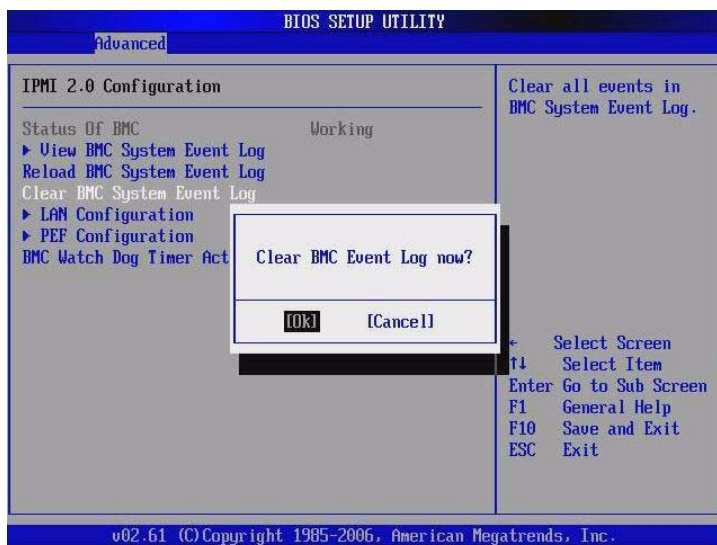 BIOS SETUP UTILITY
Advanced
IPMI 2.0 Configuration
Status Of BMC Working
▶ View BMC System Event Log
Reload BMC System Event Log
Clear BMC System Event Log
▶ LAN Configuration
▶ PEF Configuration
BMC Watch Dog Timer Act
Clear BMC Event Log now?
[Ok] [Cancel]
Clear all events in
BMC System Event Log.
← Select Screen
↑↓ Select Item
Enter Go to Sub Screen
F1 General Help
F10 Save and Exit
ESC Exit
v02.61 (C)Copyright 1985-2006, American Megatrends, Inc.